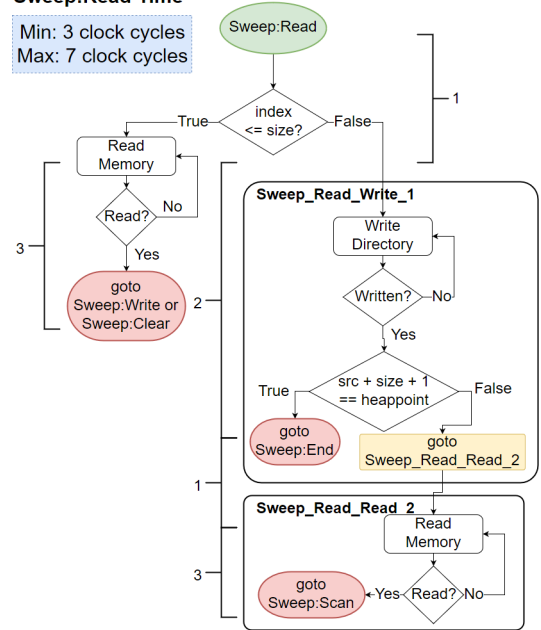 Sweep:Read Time
Min: 3 clock cycles
Max: 7 clock cycles
Sweep:Read
1
index
<= size?
True
False
Read
Memory
Read?
No
Yes
3
goto
Sweep:Write or
Sweep:Clear
2
Sweep_Read_Write_1
Write
Directory
Written?
No
Yes
src + size + 1
== heappoint
True
False
goto
Sweep:End
goto
Sweep_Read_Read_2
1
Sweep_Read_Read_2
Read
Memory
3
goto
Sweep:Scan
Yes
Read?
No